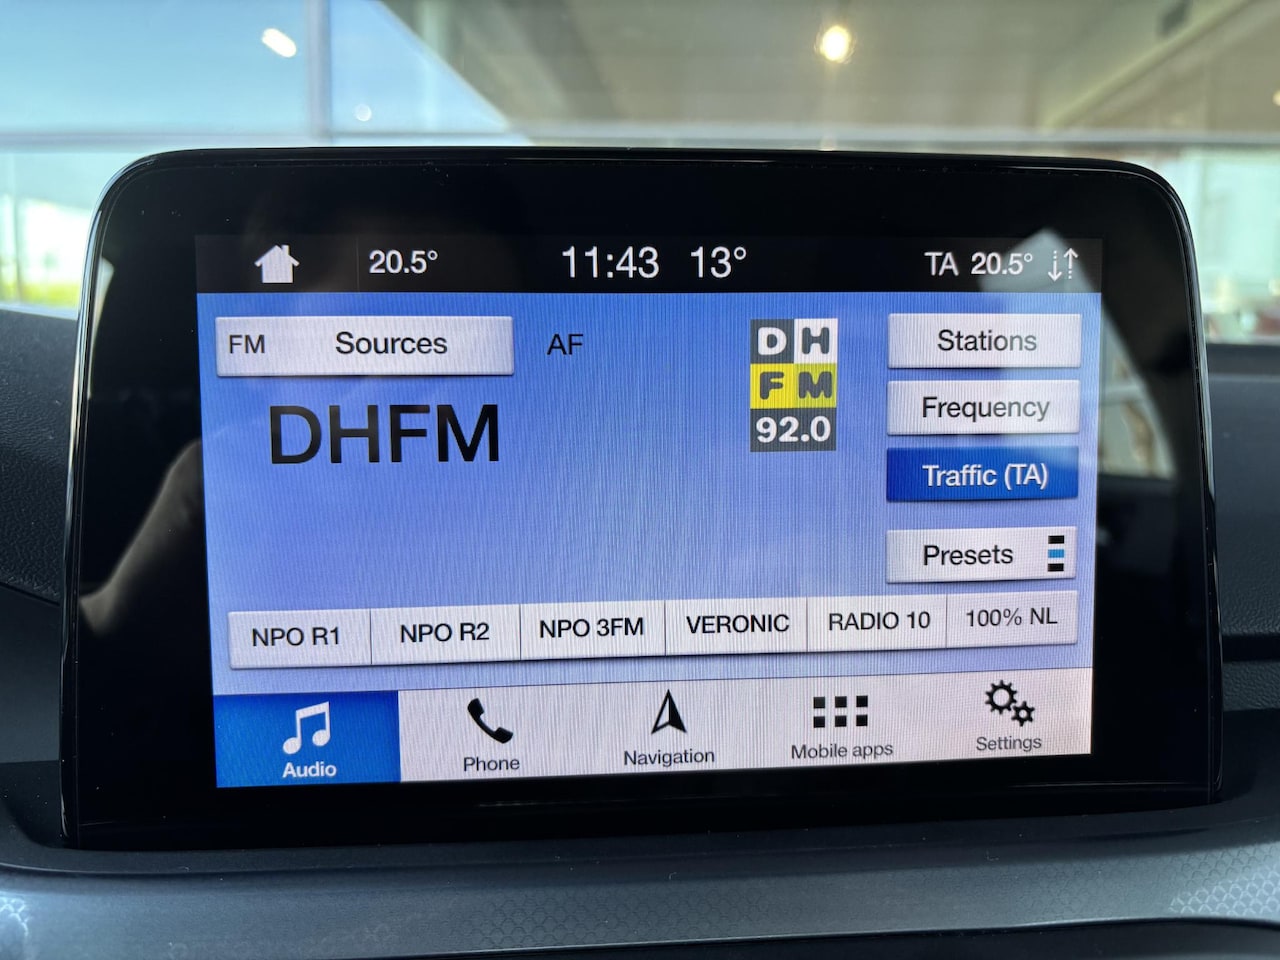 20.5° 11:43 13° TA 20.5°
FM Sources AF
DHFM
DH
FM
92.0
Stations
Frequency
Traffic (TA)
Presets
NPO R1 NPO R2 NPO 3FM VERONIC RADIO 10 100% NL
Audio Phone Navigation Mobile apps Settings